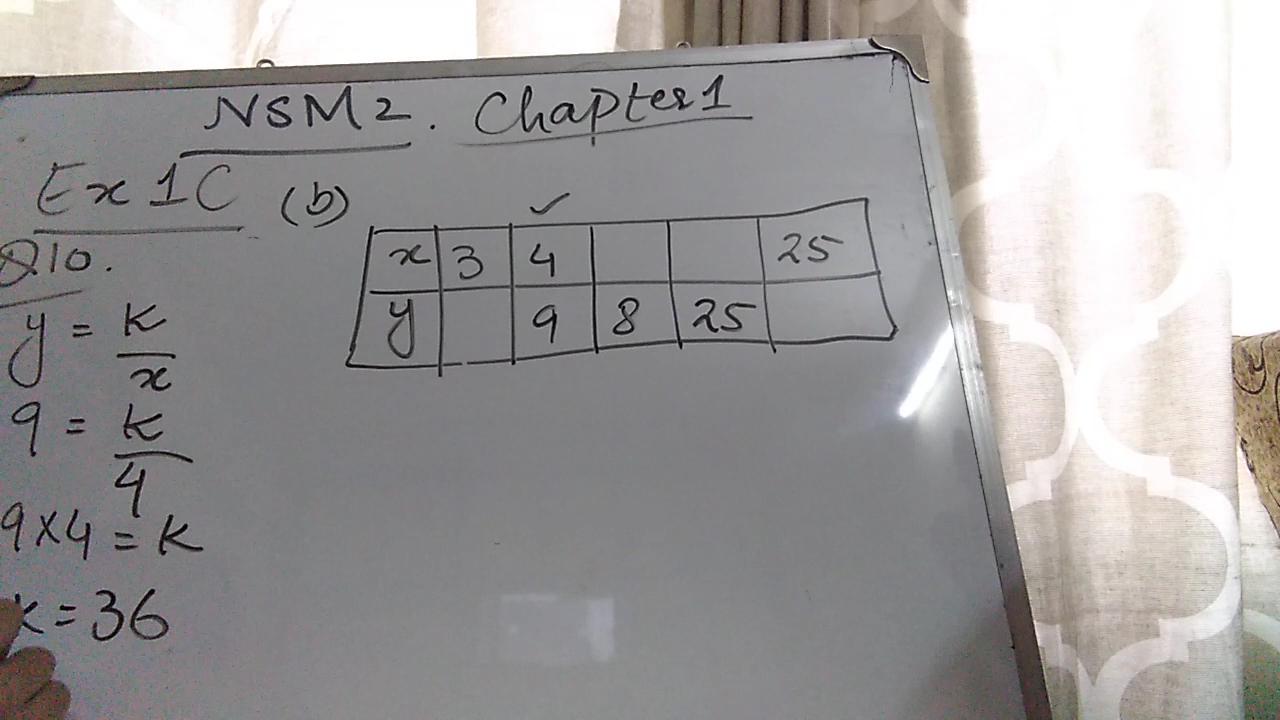 NSM2. Chapter1
Ex 1C (b)
Q10.
x 3 4 25
y 9 8 25
y = k/x
9 = k/4
9×4 = k
k = 36